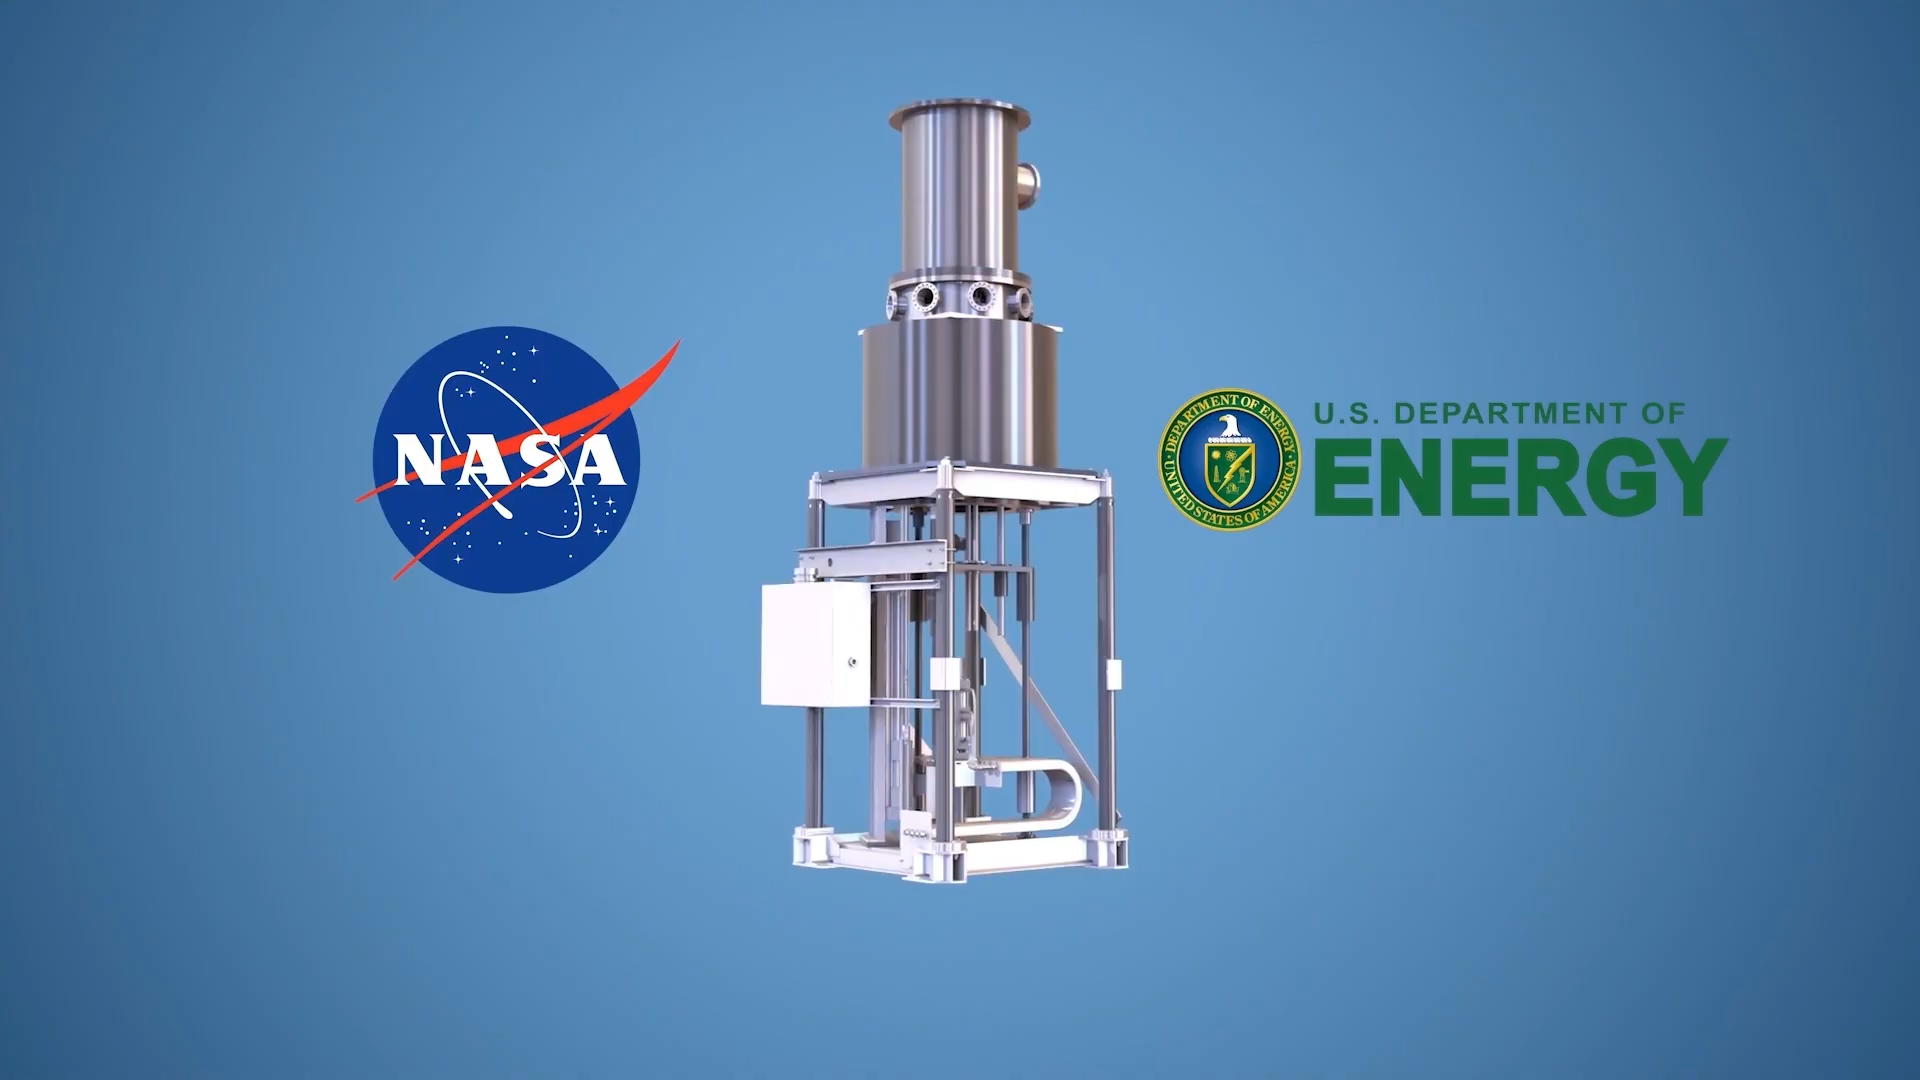 NASA
DEPARTMENT OF ENERGY
UNITED STATES OF AMERICA
U.S. DEPARTMENT OF
ENERGY